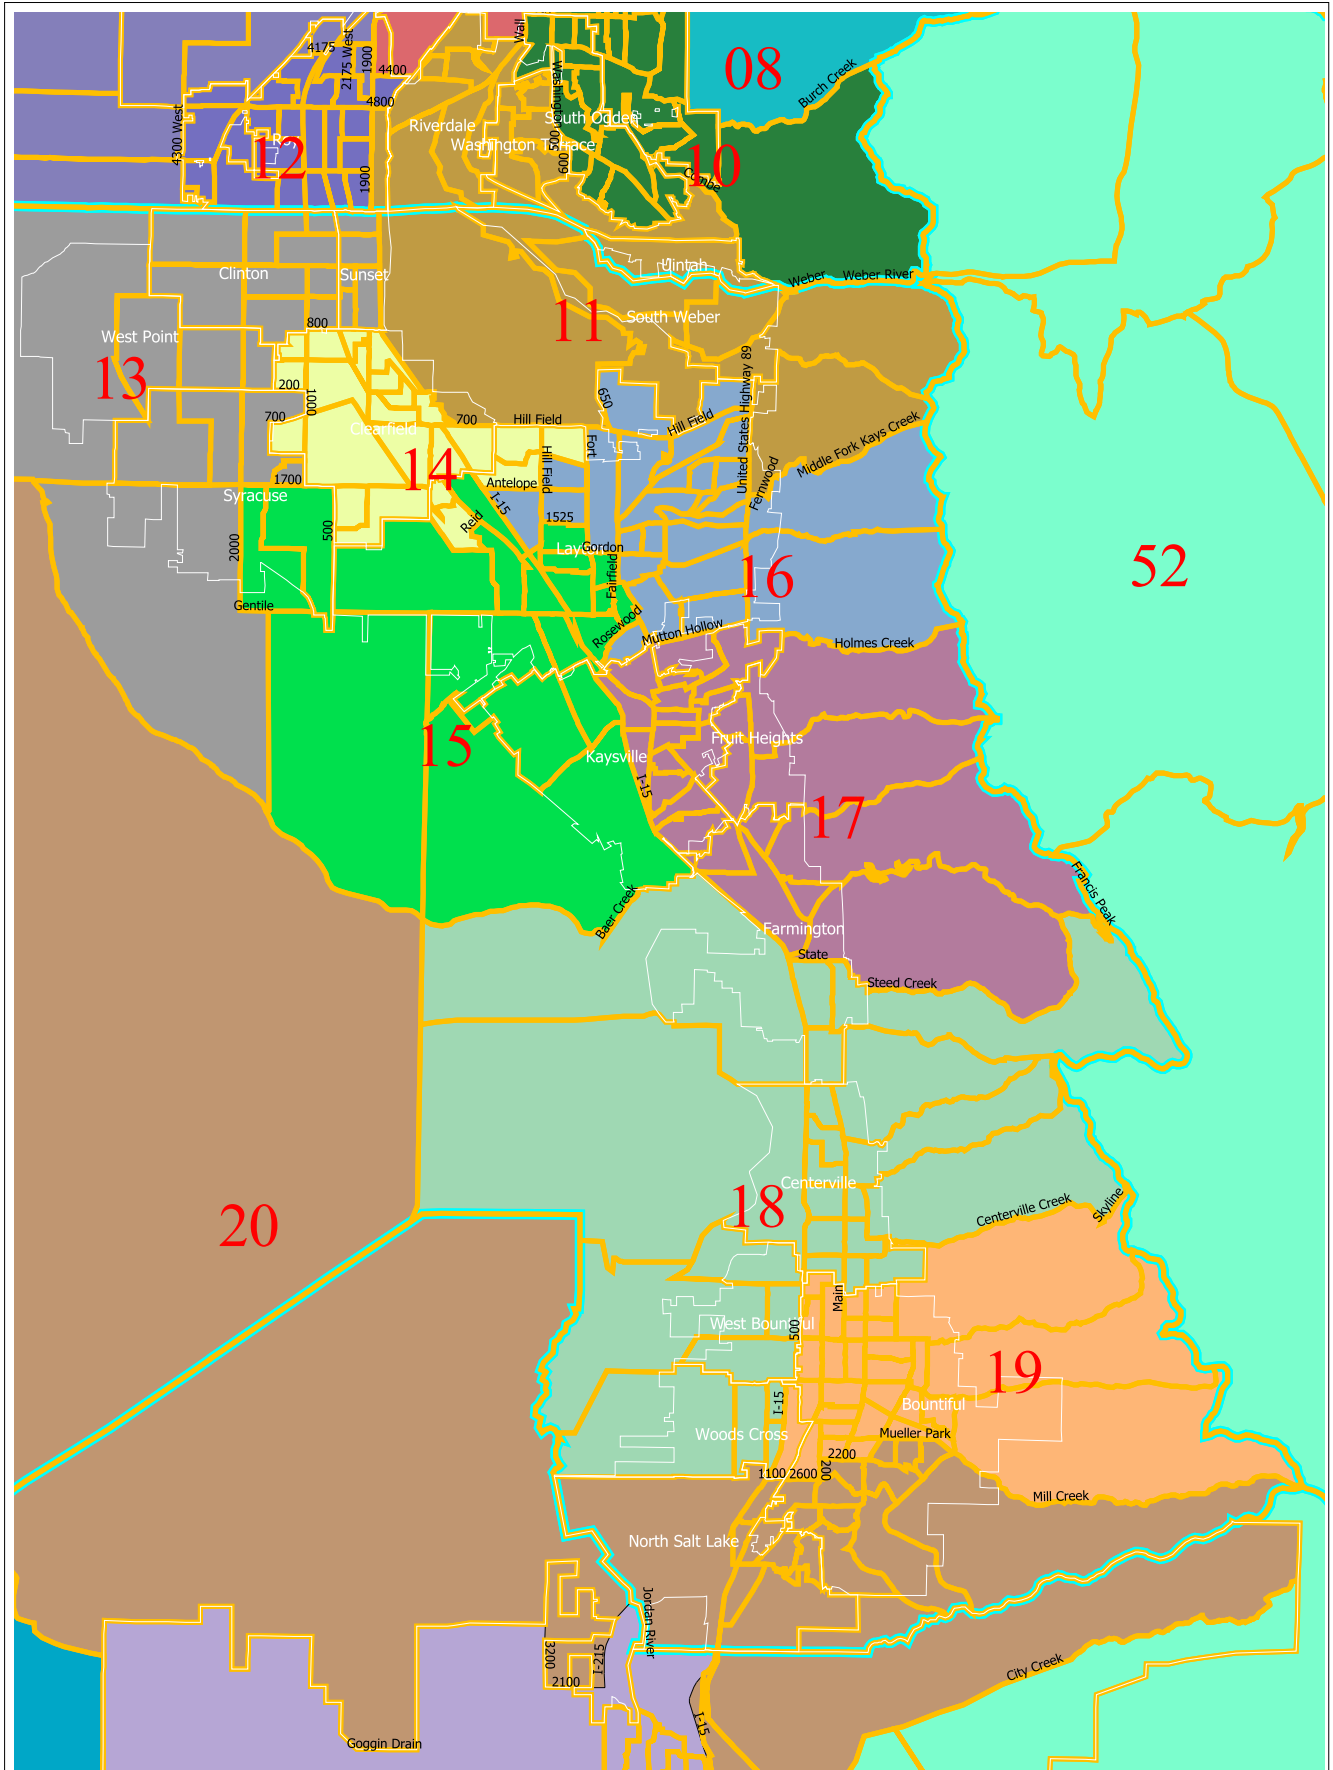 Wall
4175
2175 West
1900
4400
08
Burch Creek
4800
Washington
4300 West
Riverdale
South Ogden
Washington Terrace
500
600
12
10
Combe
1900
Clinton
Sunset
Uintah
Weber
Weber River
11
South Weber
800
West Point
13
200
1000
650
United States Highway 89
700
700
Hill Field
Hill Field
Clearfield
Fort
Middle Fork Kays Creek
14
Hill Field
Fernwood
1700
Antelope
Syracuse
I-15
Reid
1525
500
2000
Gordon
52
16
Fairfield
Gentile
Rosewood
Mutton Hollow
Holmes Creek
15
Fruit Heights
Kaysville
I-15
17
Francis Peak
Baer Creek
Farmington
State
Steed Creek
Centerville
18
Skyline
Centerville Creek
20
Main
West Bountiful
500
19
I-15
Bountiful
Woods Cross
Mueller Park
2200
200
1100
2600
Mill Creek
North Salt Lake
Jordan River
3200
I-215
2100
City Creek
I-15
Goggin Drain